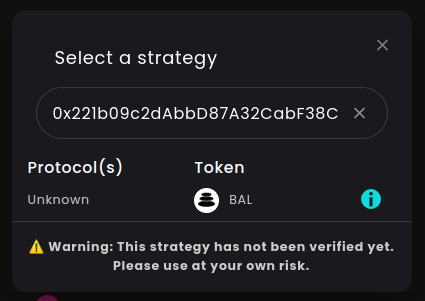 Select a strategy
0x221b09c2dAbbD87A32CabF38C
Protocol(s) Token
Unknown BAL
⚠️ Warning: This strategy has not been verified yet.
Please use at your own risk.